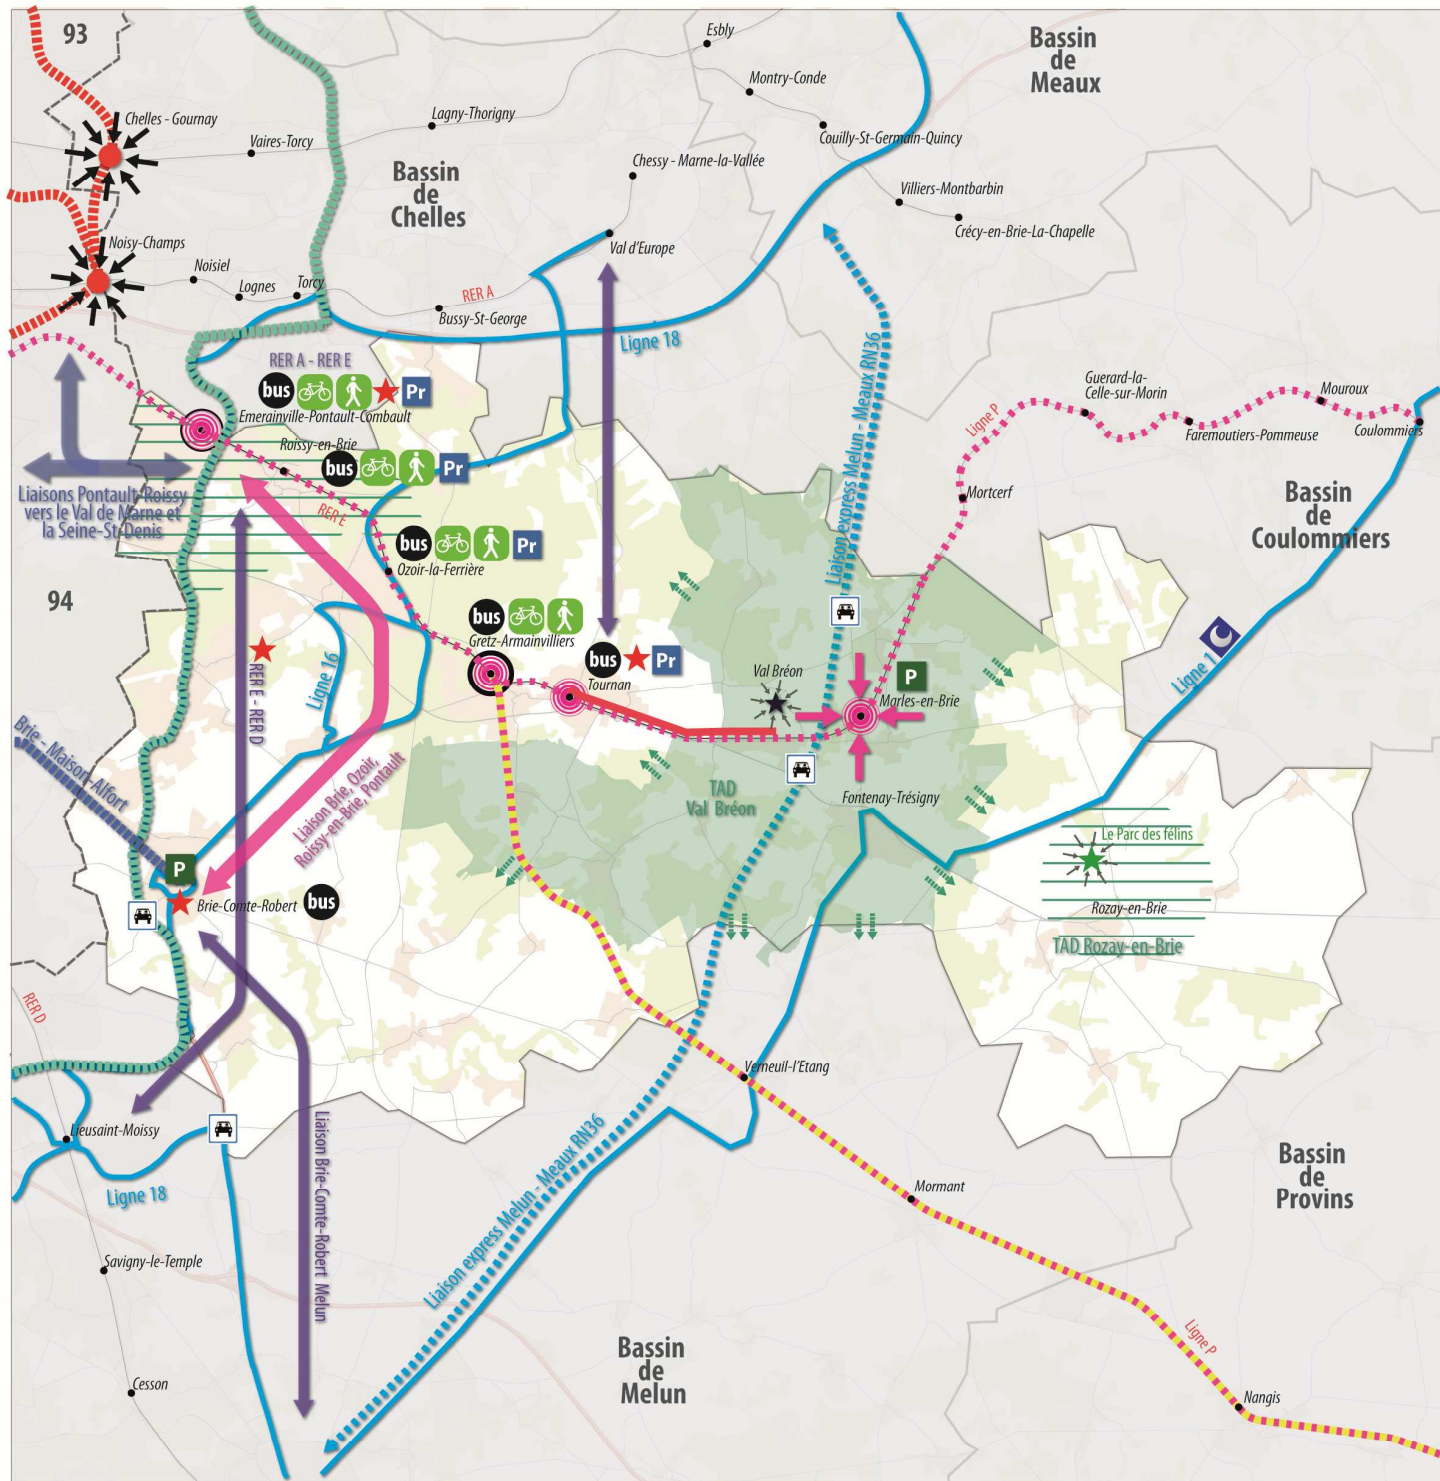 93
Esbly
Bassin
de
Meaux
Montry-Conde
Chelles - Gournay
Lagny-Thorigny
Vaires-Torcy
Couilly-St-Germain-Quincy
Chessy - Marne-la-Vallée
Bassin
de
Chelles
Villiers-Montbarbin
Crécy-en-Brie-La-Chapelle
Noisy-Champs
Val d'Europe
Noisiel
Lognes
Torcy
RER A
Bussy-St-George
Ligne 18
RER A - RER E
bus
Pr
Emerainville-Pontault-Combault
Liaison express Melun - Meaux RN36
Guerard-la-
Celle-sur-Morin
Mouroux
Ligne P
Faremoutiers-Pommeuse
Coulommiers
Roissy-en-Brie
bus
Pr
Liaisons Pontault-Roissy
vers le Val de Marne et
la Seine-St-Denis
RER E
Mortcerf
Bassin
de
Coulommiers
bus
Pr
Ozoir-la-Ferrière
94
bus
Gretz-Armainvilliers
RER E - RER D
Ligne 16
bus
Pr
Tournan
Val Bréon
P
Marles-en-Brie
Ligne 1
Brie - Maison-Alfort
Liaison Brie, Ozoir,
Roissy-en-Brie, Pontault
TAD
Val Bréon
Fontenay-Trésigny
Le Parc des félins
P
Brie-Comte-Robert
bus
Rozay-en-Brie
TAD Rozay-en-Brie
RER D
Verneuil-l'Etang
Lieusaint-Moissy
Ligne 18
Liaison Brie-Comte-Robert Melun
Liaison express Melun - Meaux RN36
Bassin
de
Provins
Mormant
Savigny-le-Temple
Bassin
de
Melun
Ligne P
Cesson
Nangis